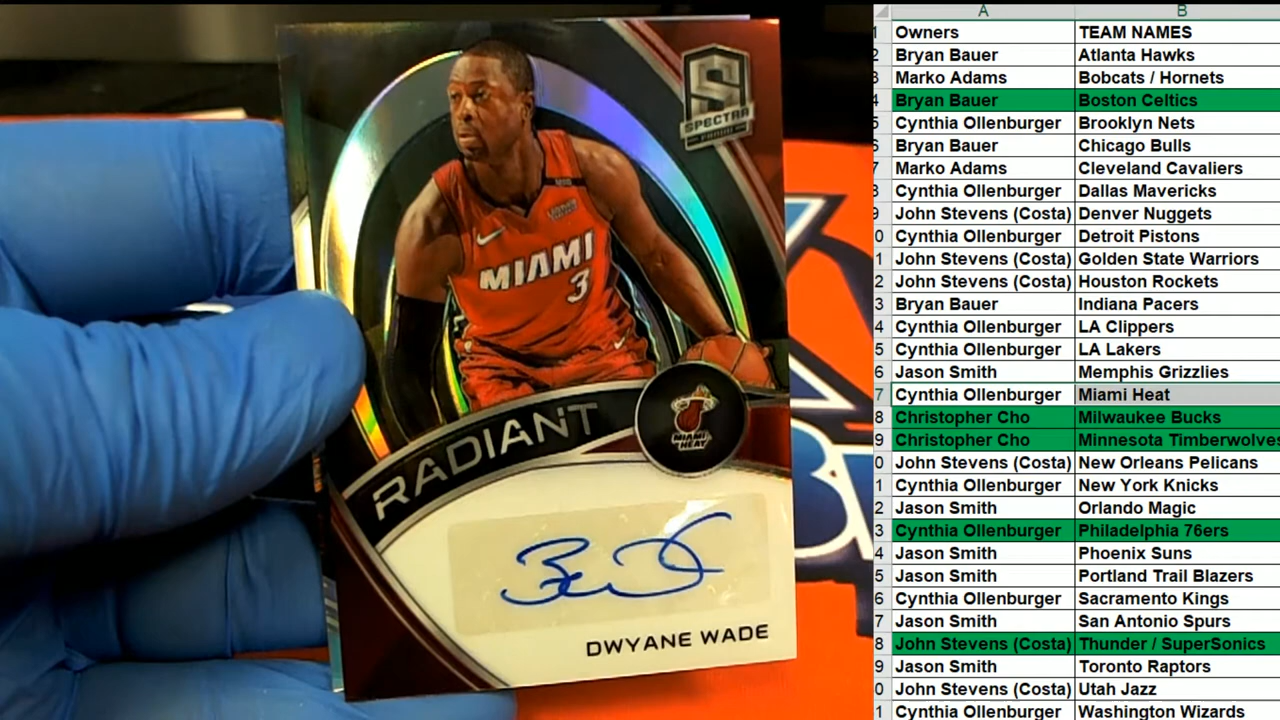 SPECTRA
PANINI
MIAMI
3
RADIANT
MIAMI
HEAT
DWYANE WADE
A B
1 Owners TEAM NAMES
2 Bryan Bauer Atlanta Hawks
3 Marko Adams Bobcats / Hornets
4 Bryan Bauer Boston Celtics
5 Cynthia Ollenburger Brooklyn Nets
6 Bryan Bauer Chicago Bulls
7 Marko Adams Cleveland Cavaliers
8 Cynthia Ollenburger Dallas Mavericks
9 John Stevens (Costa) Denver Nuggets
0 Cynthia Ollenburger Detroit Pistons
1 John Stevens (Costa) Golden State Warriors
2 John Stevens (Costa) Houston Rockets
3 Bryan Bauer Indiana Pacers
4 Cynthia Ollenburger LA Clippers
5 Cynthia Ollenburger LA Lakers
6 Jason Smith Memphis Grizzlies
7 Cynthia Ollenburger Miami Heat
8 Christopher Cho Milwaukee Bucks
9 Christopher Cho Minnesota Timberwolves
0 John Stevens (Costa) New Orleans Pelicans
1 Cynthia Ollenburger New York Knicks
2 Jason Smith Orlando Magic
3 Cynthia Ollenburger Philadelphia 76ers
4 Jason Smith Phoenix Suns
5 Jason Smith Portland Trail Blazers
6 Cynthia Ollenburger Sacramento Kings
7 Jason Smith San Antonio Spurs
8 John Stevens (Costa) Thunder / SuperSonics
9 Jason Smith Toronto Raptors
0 John Stevens (Costa) Utah Jazz
1 Cynthia Ollenburger Washington Wizards